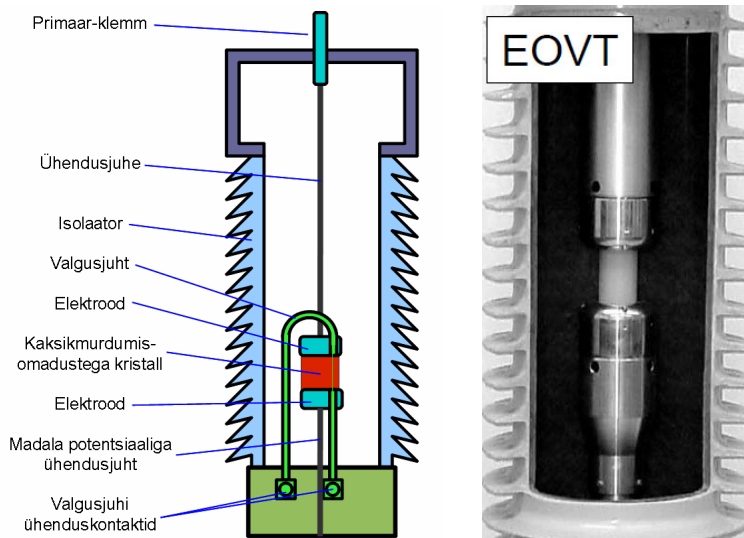 Primaar-klemm
EOVT
Ühendusjuhe
Isolaator
Valgusjuht
Elektrood
Kaksikmurdumis-
omadustega kristall
Elektrood
Madala potentsiaaliga
ühendusjuht
Valgusjuhi
ühenduskontaktid